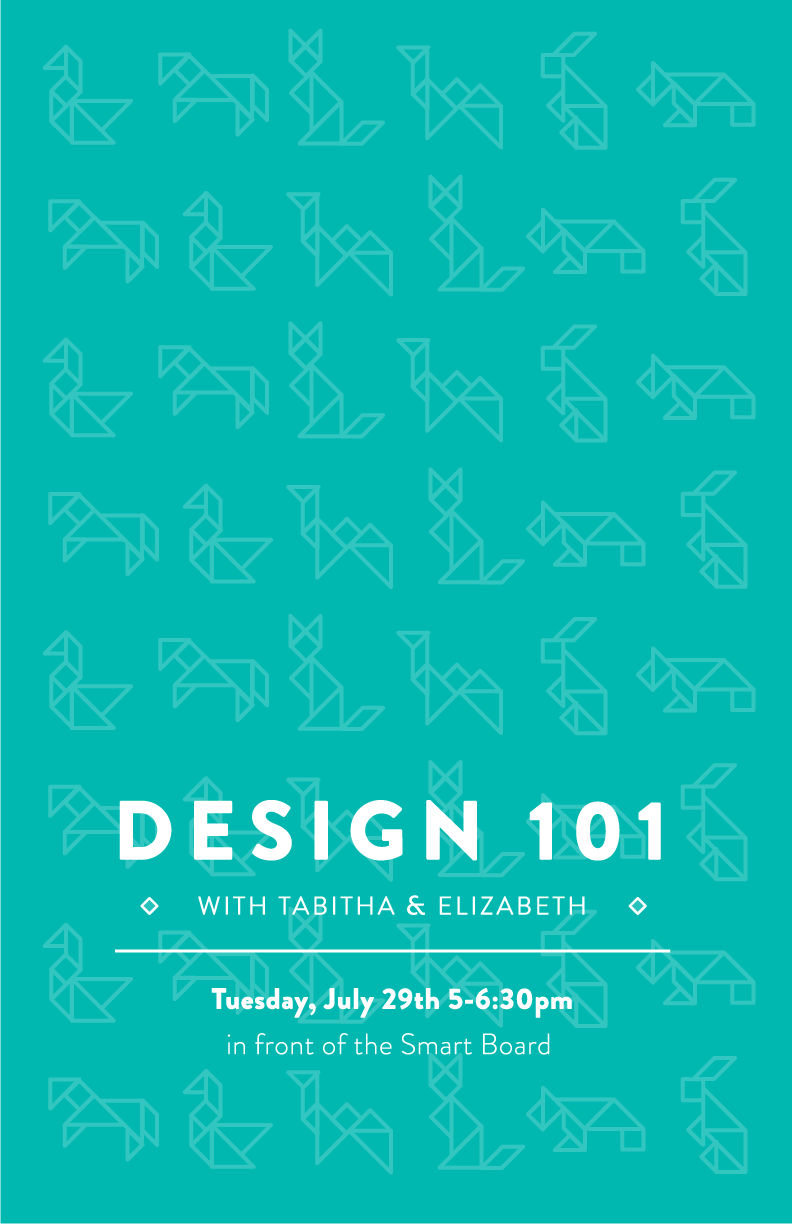 DESIGN 101
WITH TABITHA & ELIZABETH
Tuesday, July 29th 5-6:30pm
in front of the Smart Board